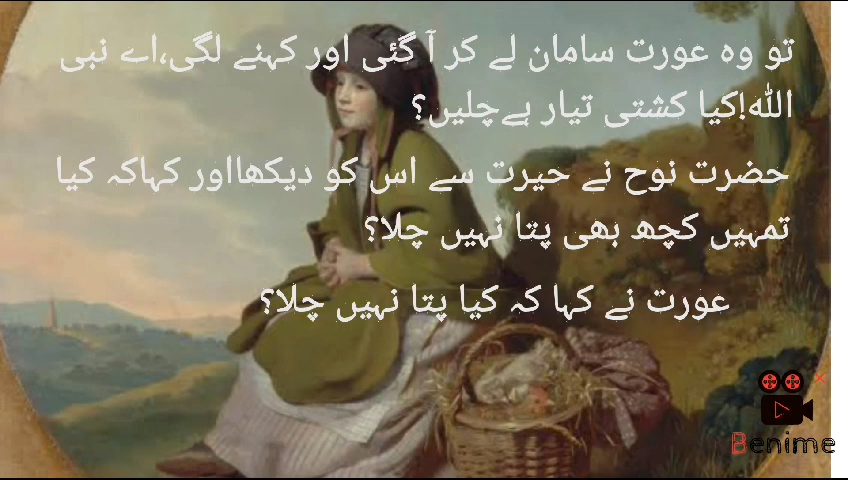 تو وہ عورت سامان لے کر آ گئی اور کہنے لگی،اے نبی
اللہ!کیا کشتی تیار ہےچلیں؟
حضرت نوح نے حیرت سے اس کو دیکھااور کہاکہ کیا
تمہیں کچھ بھی پتا نہیں چلا؟
عورت نے کہا کہ کیا پتا نہیں چلا؟
Benime